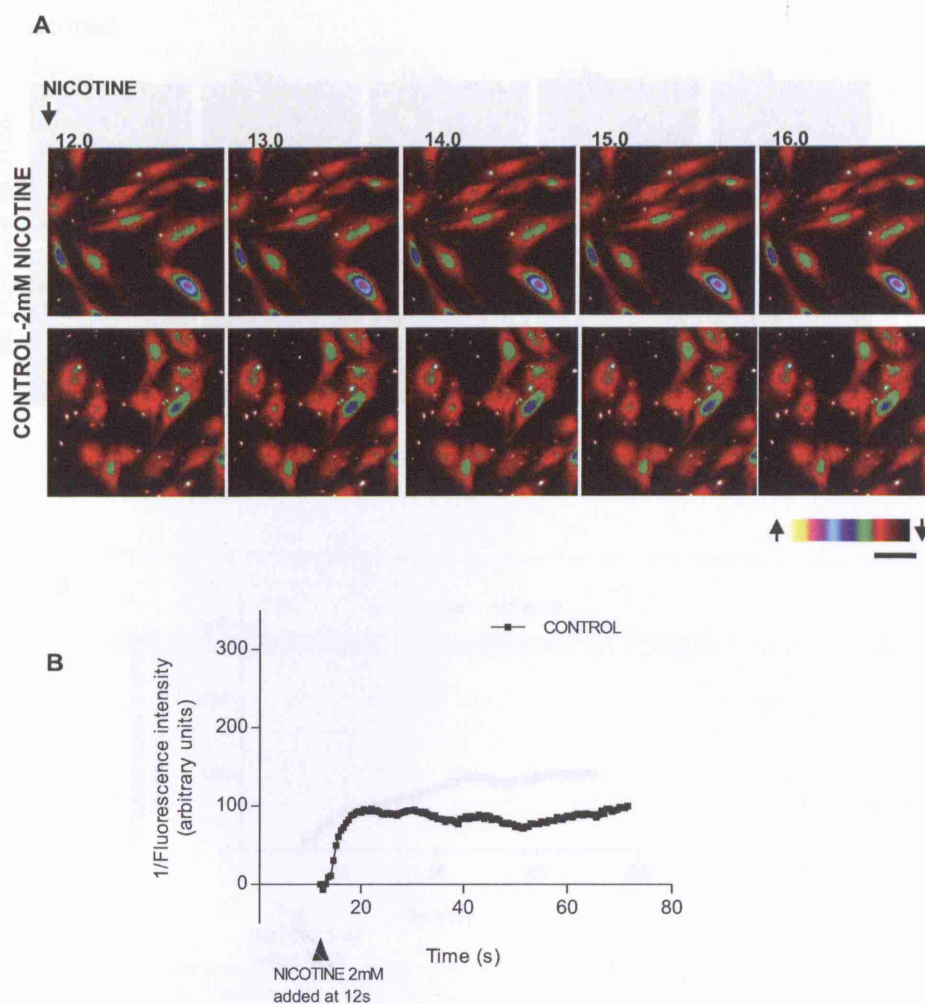 A
NICOTINE
12.0 13.0 14.0 15.0 16.0
CONTROL-2mM NICOTINE
B
CONTROL
1/Fluorescence intensity
(arbitrary units)
300
200
100
0
20 40 60 80
Time (s)
NICOTINE 2mM
added at 12s